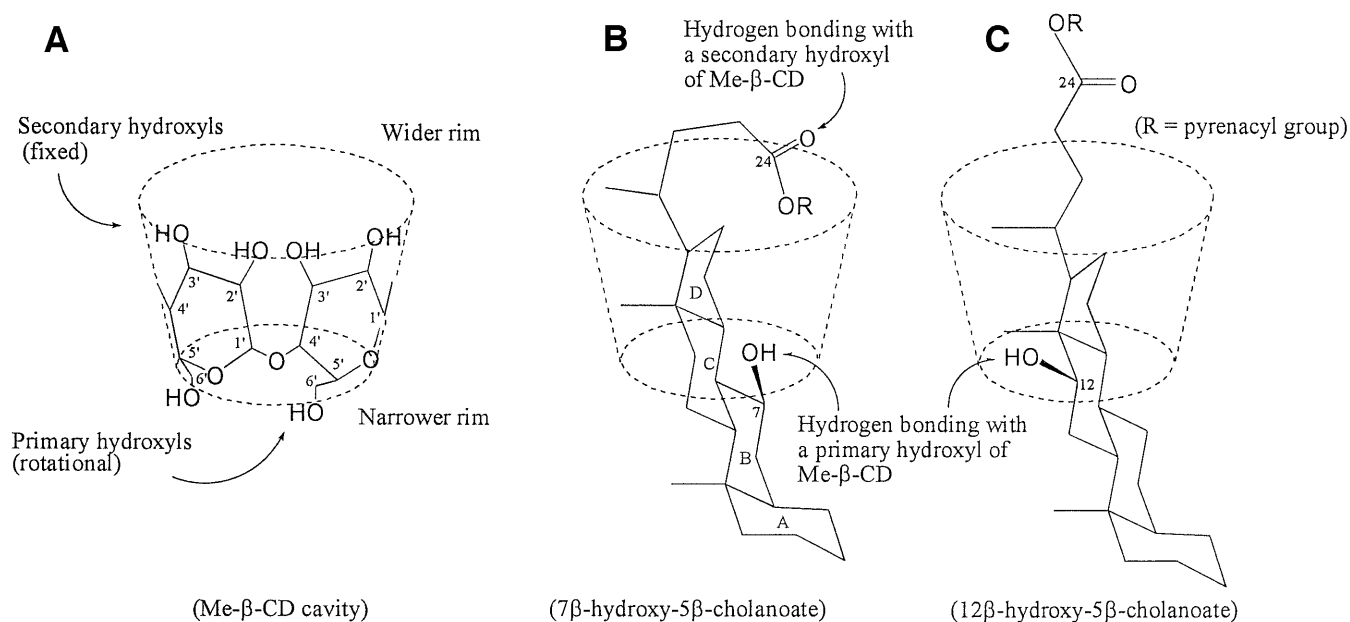 A
Secondary hydroxyls
(fixed)
Wider rim
HO
HO
OH
OH
3'
2'
3'
2'
4'
1'
5'
1'
4'
5'
6'
O
O
6'
O
HO
HO
Narrower rim
Primary hydroxyls
(rotational)
(Me-β-CD cavity)
B
Hydrogen bonding with
a secondary hydroxyl
of Me-β-CD
O
24
OR
D
C
OH
7
B
A
Hydrogen bonding with
a primary hydroxyl of
Me-β-CD
(7β-hydroxy-5β-cholanoate)
C
OR
24
O
(R = pyrenacyl group)
HO
12
(12β-hydroxy-5β-cholanoate)